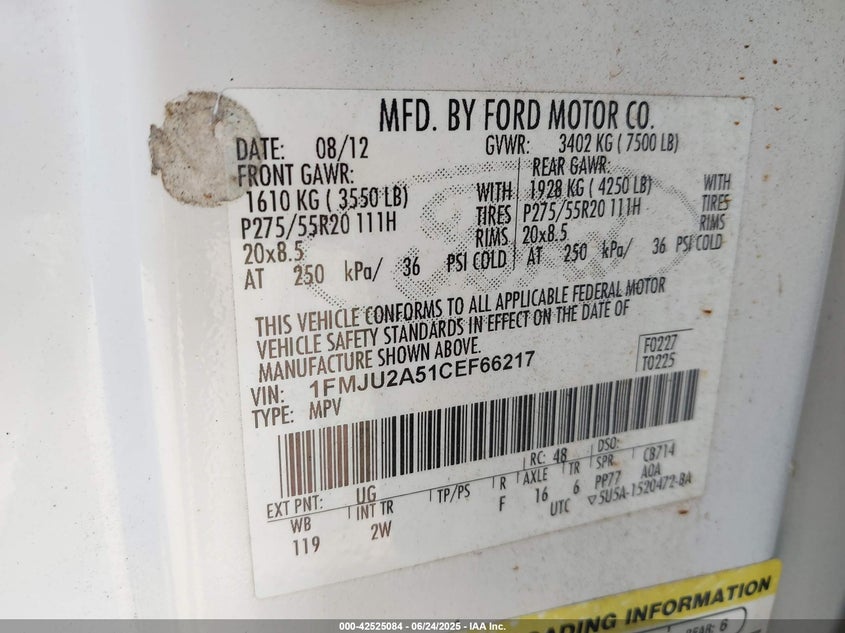 MFD. BY FORD MOTOR CO.
DATE: 08/12 GVWR: 3402 KG ( 7500 LB)
FRONT GAWR: REAR GAWR:
1610 KG ( 3550 LB) WITH 1928 KG ( 4250 LB) WITH
P275/55R20 111H TIRES P275/55R20 111H TIRES
20x8.5 RIMS 20x8.5 RIMS
AT 250 kPa/ 36 PSI COLD AT 250 kPa/ 36 PSI COLD
THIS VEHICLE CONFORMS TO ALL APPLICABLE FEDERAL MOTOR
VEHICLE SAFETY STANDARDS IN EFFECT ON THE DATE OF
MANUFACTURE SHOWN ABOVE.
F0227
VIN: 1FMJU2A51CEF66217 T0225
TYPE: MPV
RC: 48 DSO:
EXT PNT: UG TP/PS R AXLE TR SPR CB714
WB INT TR F 16 6 PP77 AOA
119 2W UTC ▽5U5A-1520472-BA
OADING INFORMATION
REAR: 6
000-42525084 - 06/24/2025 - IAA Inc.